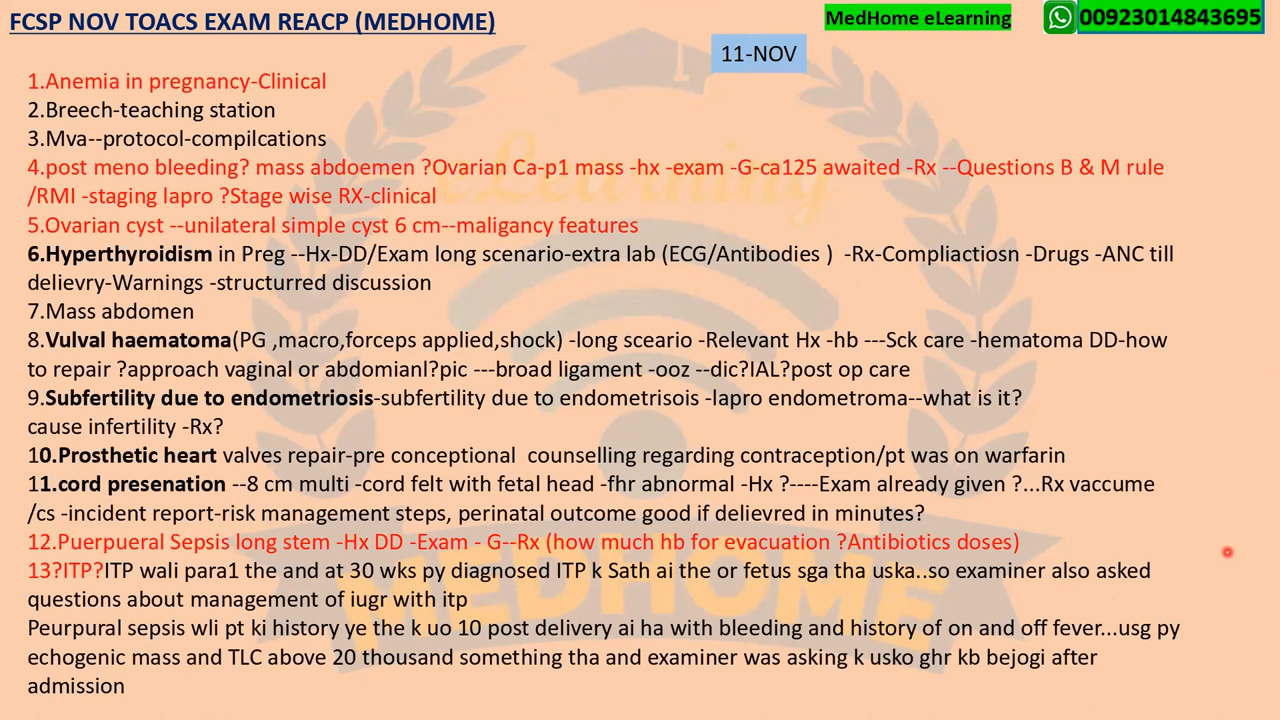 FCSP NOV TOACS EXAM REACP (MEDHOME)
MedHome eLearning
00923014843695
11-NOV
1.Anemia in pregnancy-Clinical
2.Breech-teaching station
3.Mva--protocol-compilcations
4.post meno bleeding? mass abdoemen ?Ovarian Ca-p1 mass -hx -exam -G-ca125 awaited -Rx --Questions B & M rule
/RMI -staging lapro ?Stage wise RX-clinical
5.Ovarian cyst --unilateral simple cyst 6 cm--maligancy features
6.Hyperthyroidism in Preg --Hx-DD/Exam long scenario-extra lab (ECG/Antibodies ) -Rx-Compliactiosn -Drugs -ANC till
delievry-Warnings -structurred discussion
7.Mass abdomen
8.Vulval haematoma(PG ,macro,forceps applied,shock) -long sceario -Relevant Hx -hb ---Sck care -hematoma DD-how
to repair ?approach vaginal or abdomianl?pic ---broad ligament -ooz --dic?IAL?post op care
9.Subfertility due to endometriosis-subfertility due to endometrisois -lapro endometroma--what is it?
cause infertility -Rx?
10.Prosthetic heart valves repair-pre conceptional counselling regarding contraception/pt was on warfarin
11.cord presenation --8 cm multi -cord felt with fetal head -fhr abnormal -Hx ?----Exam already given ?...Rx vaccume
/cs -incident report-risk management steps, perinatal outcome good if delievred in minutes?
12.Puerpueral Sepsis long stem -Hx DD -Exam - G--Rx (how much hb for evacuation ?Antibiotics doses)
13?ITP?ITP wali para1 the and at 30 wks py diagnosed ITP k Sath ai the or fetus sga tha uska..so examiner also asked
questions about management of iugr with itp
Peurpural sepsis wli pt ki history ye the k uo 10 post delivery ai ha with bleeding and history of on and off fever...usg py
echogenic mass and TLC above 20 thousand something tha and examiner was asking k usko ghr kb bejogi after
admission
eLearning
MEDHOME